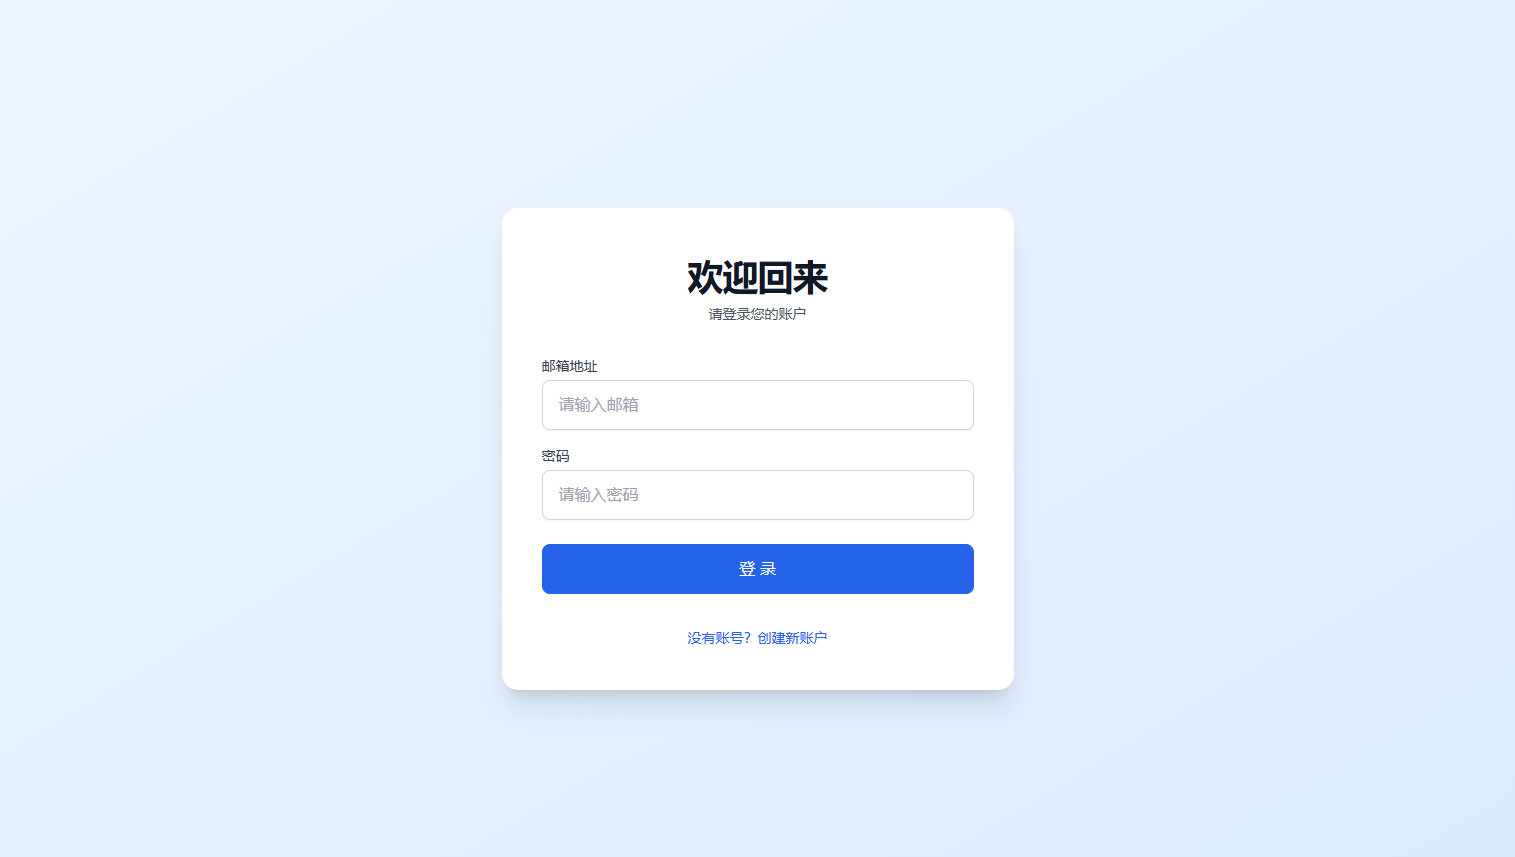 欢迎回来
请登录您的账户
邮箱地址
请输入邮箱
密码
请输入密码
登 录
没有账号？创建新账户